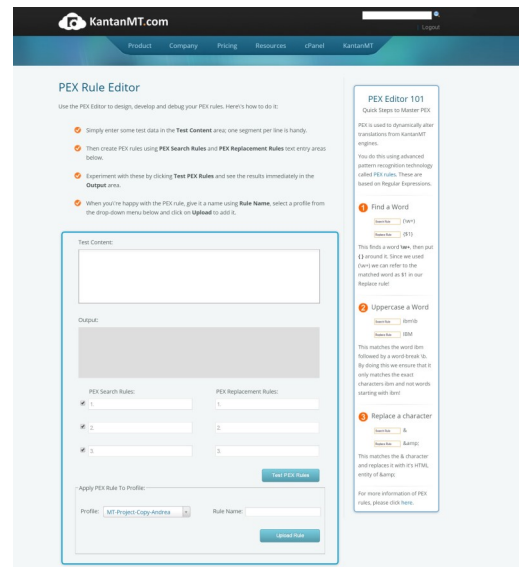 KantanMT.com
Logout
Product Company Pricing Resources cPanel KantanMT
PEX Rule Editor
Use the PEX Editor to design, develop and debug your PEX rules. Here\'s how to do it:
Simply enter some test data in the Test Content area; one segment per line is handy.
Then create PEX rules using PEX Search Rules and PEX Replacement Rules text entry areas
below.
Experiment with these by clicking Test PEX Rules and see the results immediately in the
Output area.
When you're happy with the PEX rule, give it a name using Rule Name, select a profile from
the drop-down menu below and click on Upload to add it.
Test Content:
Output:
PEX Search Rules: PEX Replacement Rules:
1. 1.
2. 2.
3. 3.
Test PEX Rules
Apply PEX Rule To Profile:
Profile: MT-Project-Copy-Andrea Rule Name:
Upload Rule
PEX Editor 101
Quick Steps to Master PEX
PEX is used to dynamically alter
translations from KantanMT
engines.
You do this using advanced
pattern recognition technology
called PEX rules. These are
based on Regular Expressions.
1 Find a Word
Search Rule (\w+)
Replace Rule {$1}
This finds a word \w+, then put
{ } around it. Since we used
(\w+) we can refer to the
matched word as $1 in our
Replace rule!
2 Uppercase a Word
Search Rule ibm\b
Replace Rule IBM
This matches the word ibm
followed by a word-break \b.
By doing this we ensure that it
only matches the exact
characters ibm and not words
starting with ibm!
3 Replace a character
Search Rule &
Replace Rule &amp;
This matches the & character
and replaces it with it's HTML
entity of &amp;
For more information of PEX
rules, please click here.